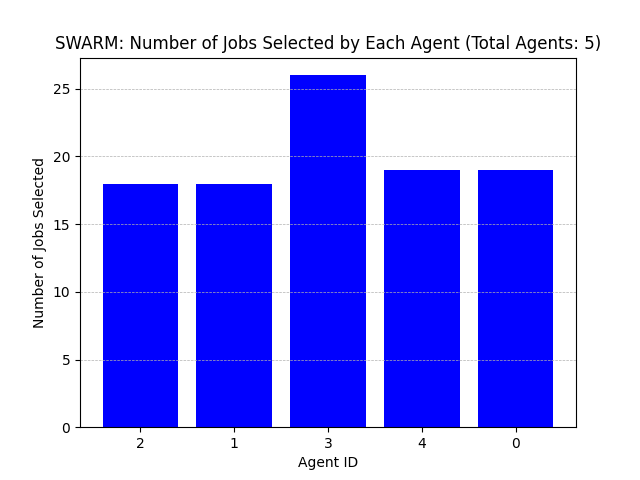 SWARM: Number of Jobs Selected by Each Agent (Total Agents: 5)
25
20
15
10
5
0
Number of Jobs Selected
2 1 3 4 0
Agent ID